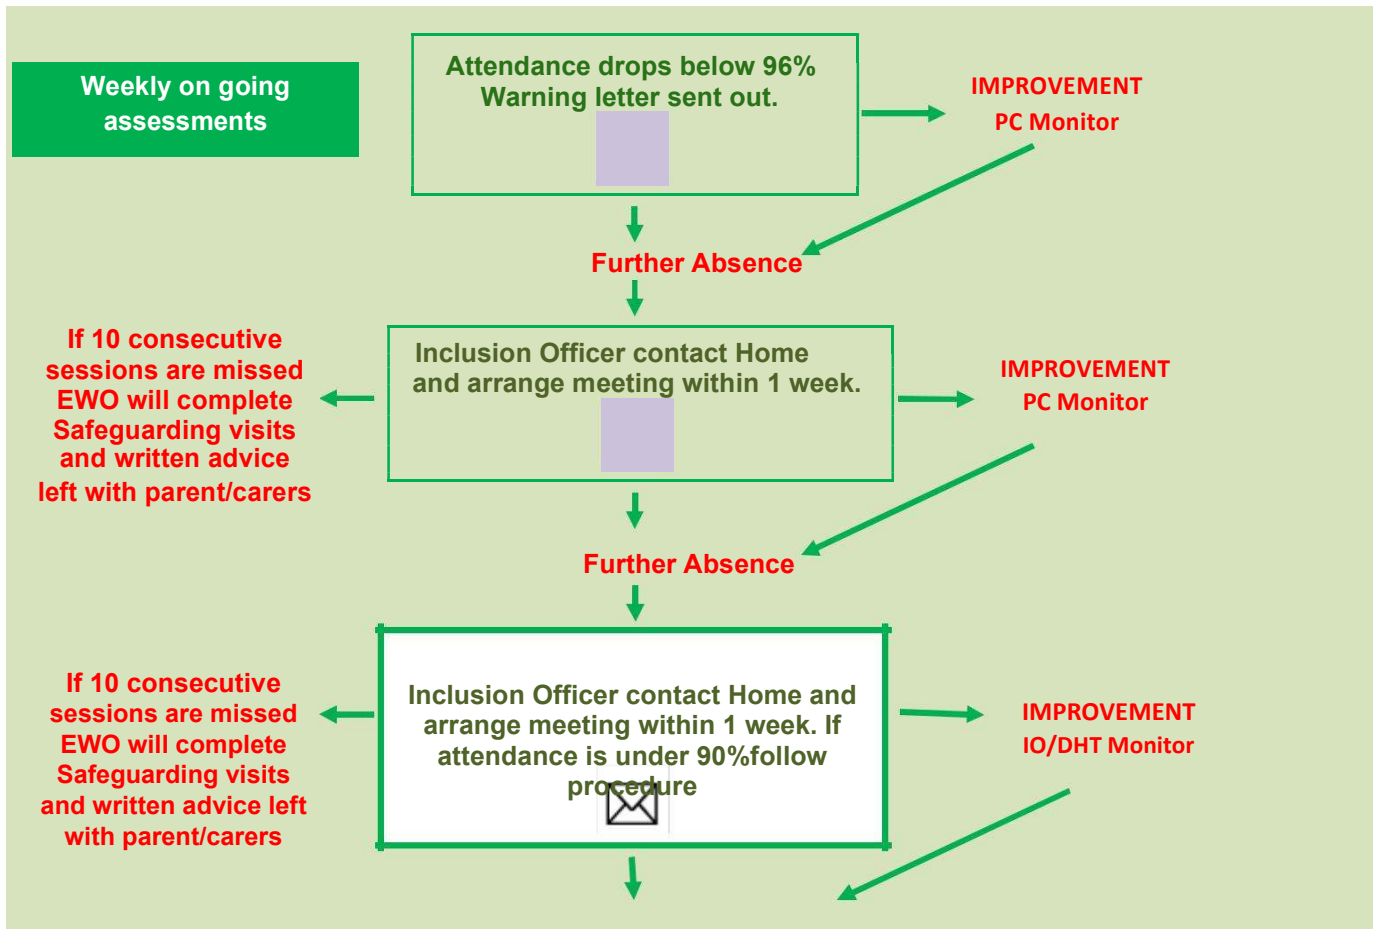 Weekly on going
assessments
Attendance drops below 96%
Warning letter sent out.
IMPROVEMENT
PC Monitor
Further Absence
If 10 consecutive
sessions are missed
EWO will complete
Safeguarding visits
and written advice
left with parent/carers
Inclusion Officer contact Home
and arrange meeting within 1 week.
IMPROVEMENT
PC Monitor
Further Absence
If 10 consecutive
sessions are missed
EWO will complete
Safeguarding visits
and written advice left
with parent/carers
Inclusion Officer contact Home and
arrange meeting within 1 week. If
attendance is under 90%follow
procedure
IMPROVEMENT
IO/DHT Monitor